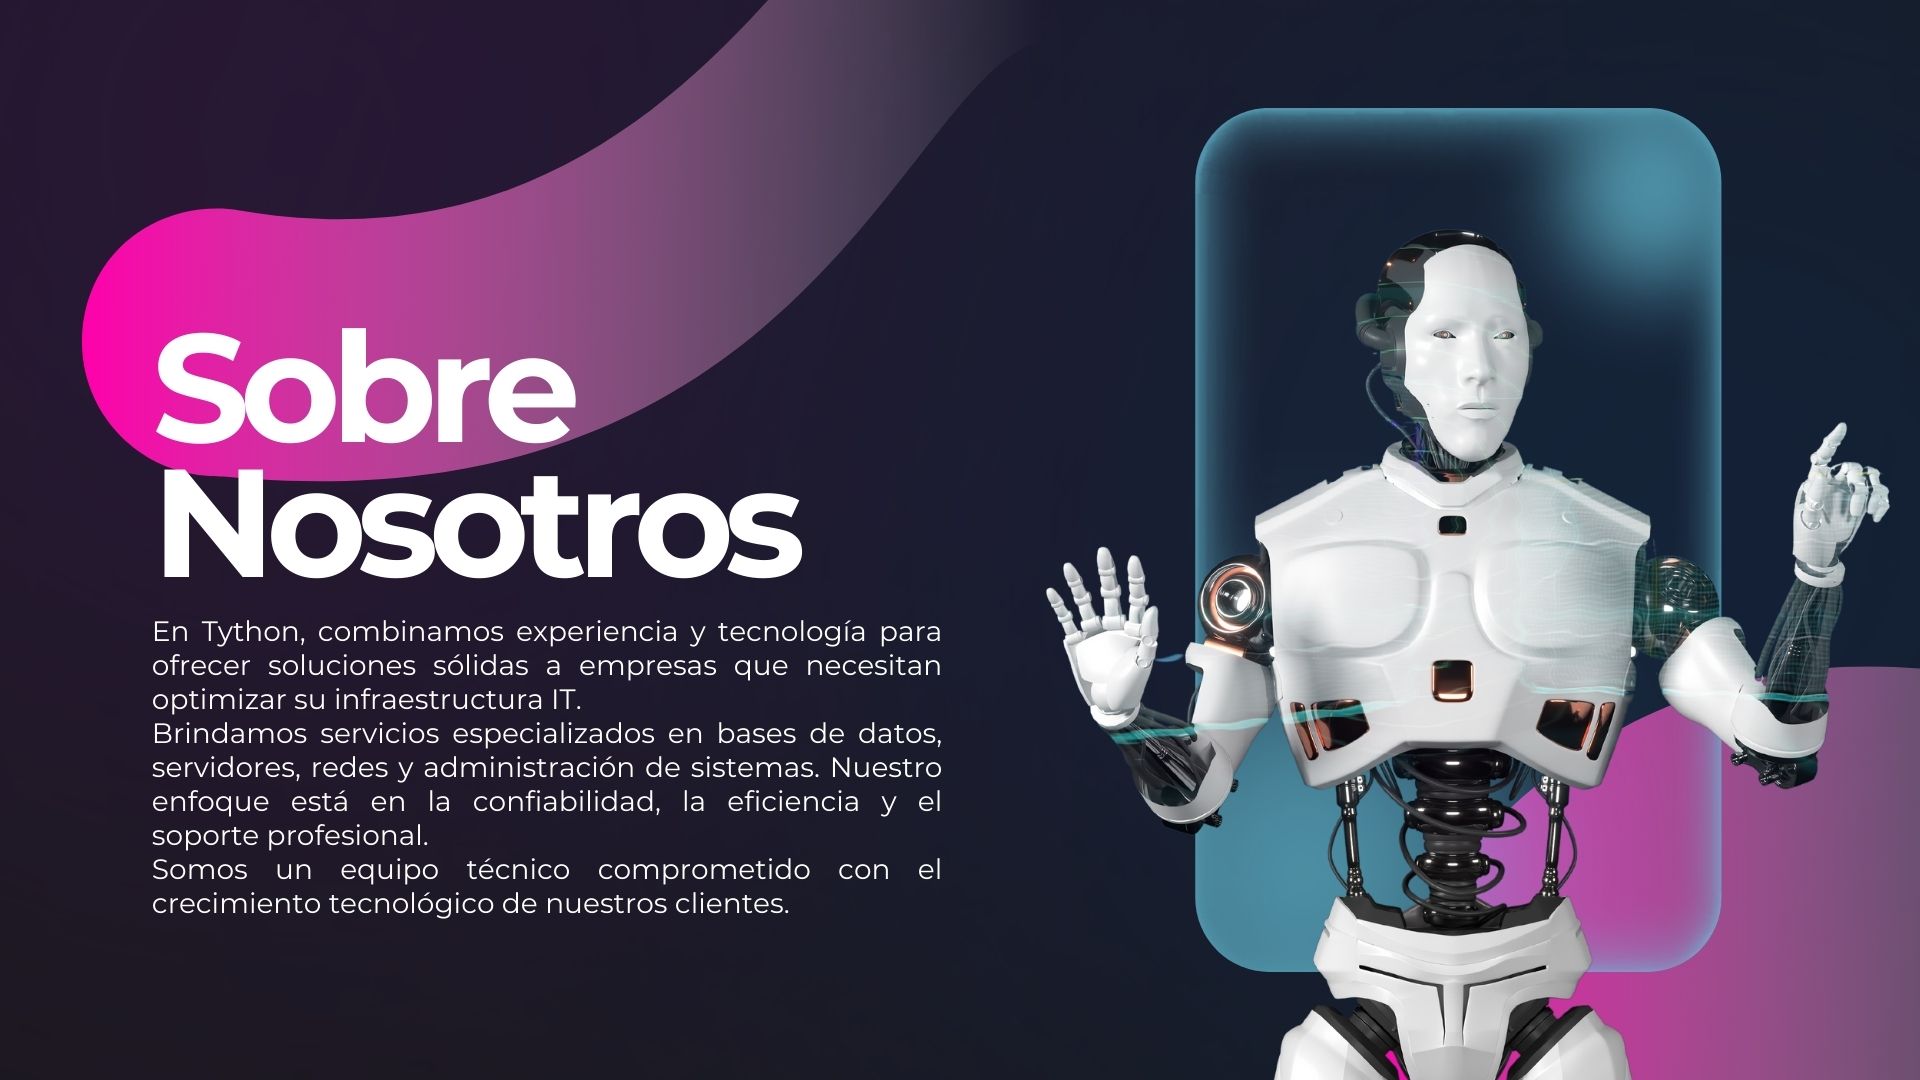 Sobre
Nosotros
En Tython, combinamos experiencia y tecnología para
ofrecer soluciones sólidas a empresas que necesitan
optimizar su infraestructura IT.
Brindamos servicios especializados en bases de datos,
servidores, redes y administración de sistemas. Nuestro
enfoque está en la confiabilidad, la eficiencia y el
soporte profesional.
Somos un equipo técnico comprometido con el
crecimiento tecnológico de nuestros clientes.